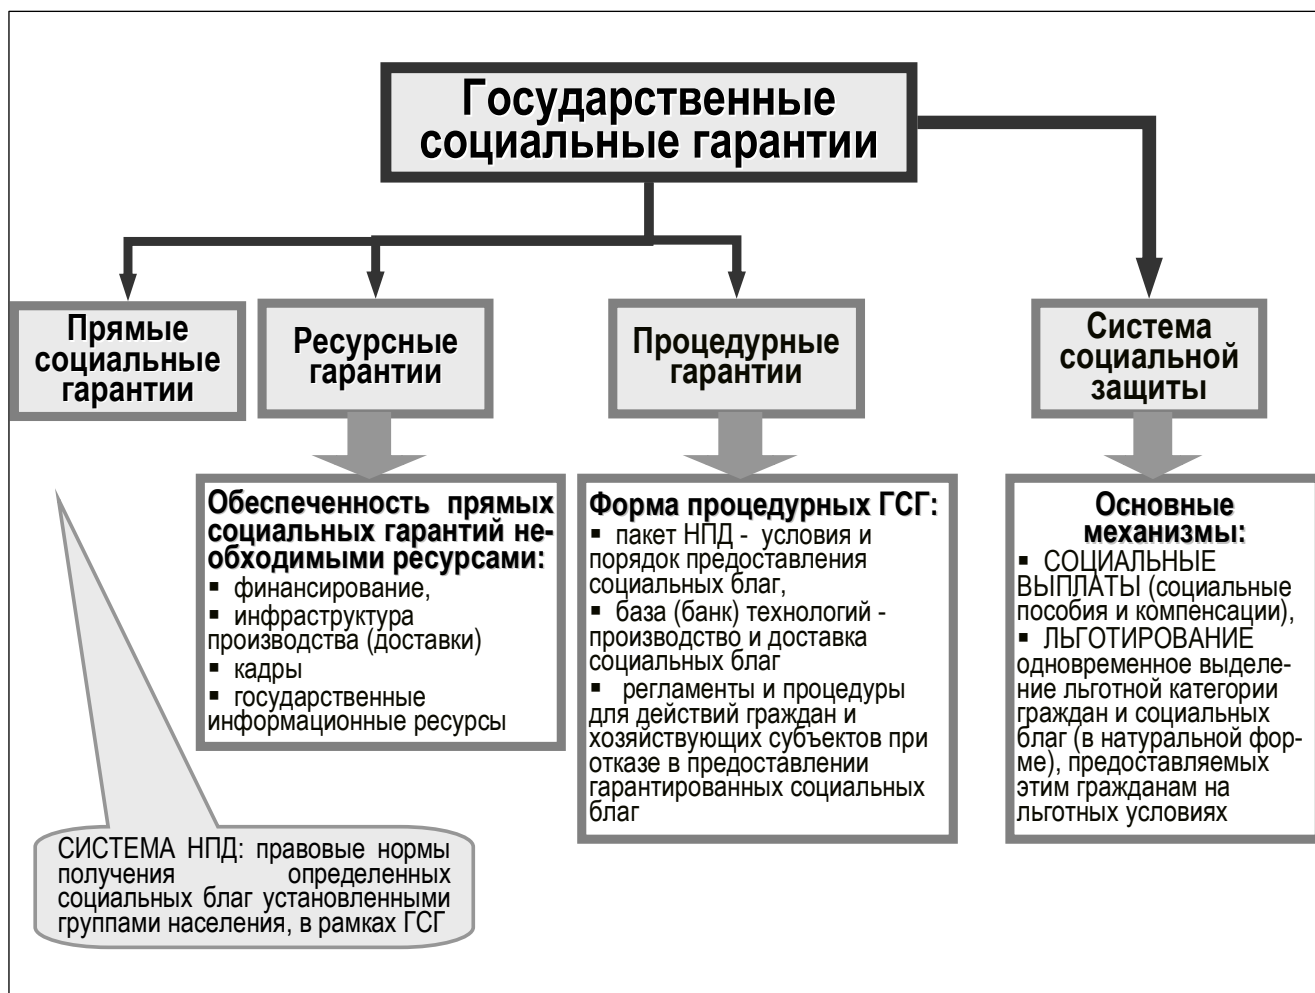 Государственные
социальные гарантии
Прямые
социальные
гарантии
Ресурсные
гарантии
Процедурные
гарантии
Система
социальной
защиты
Обеспеченность прямых
социальных гарантий не-
обходимыми ресурсами:
▪ финансирование,
▪ инфраструктура
производства (доставки)
▪ кадры
▪ государственные
информационные ресурсы
Форма процедурных ГСГ:
▪ пакет НПД - условия и
порядок предоставления
социальных благ,
▪ база (банк) технологий -
производство и доставка
социальных благ
▪ регламенты и процедуры
для действий граждан и
хозяйствующих субъектов при
отказе в предоставлении
гарантированных социальных
благ
Основные
механизмы:
▪ СОЦИАЛЬНЫЕ
ВЫПЛАТЫ (социальные
пособия и компенсации),
▪ ЛЬГОТИРОВАНИЕ
одновременное выделе-
ние льготной категории
граждан и социальных
благ (в натуральной фор-
ме), предоставляемых
этим гражданам на
льготных условиях
СИСТЕМА НПД: правовые нормы
получения определенных
социальных благ установленными
группами населения, в рамках ГСГ